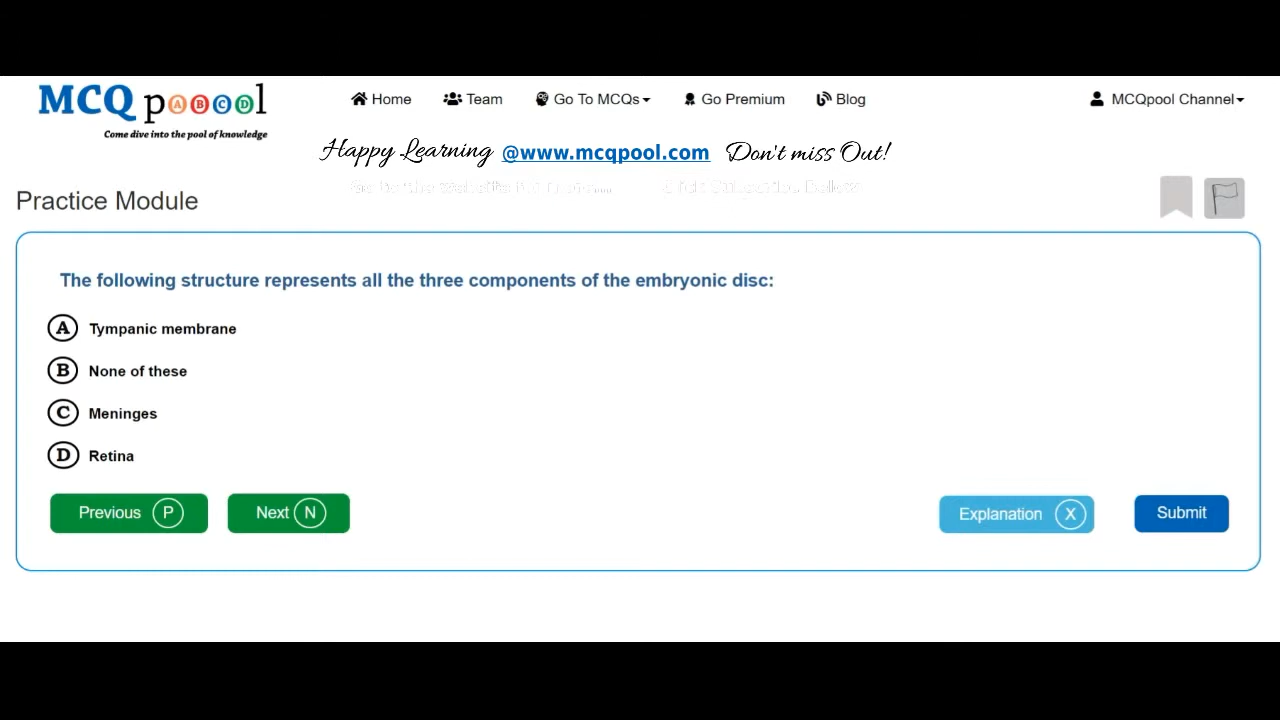 MCQ pooool
Come dive into the pool of knowledge
Home Team Go To MCQs Go Premium Blog MCQpool Channel
Happy Learning @www.mcqpool.com Don't miss Out!
Practice Module
The following structure represents all the three components of the embryonic disc:
A Tympanic membrane
B None of these
C Meninges
D Retina
Previous P Next N Explanation X Submit